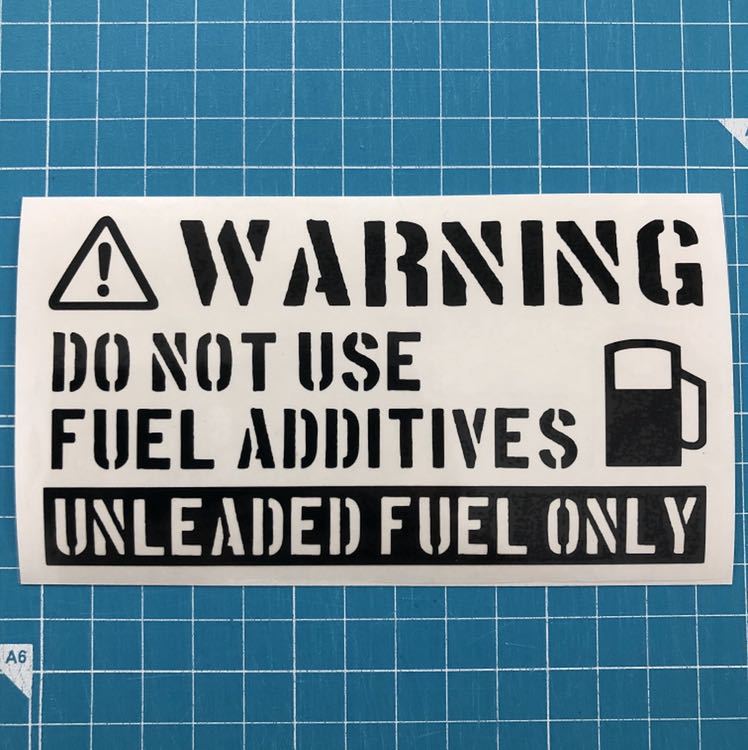 WARNING
DO NOT USE
FUEL ADDITIVES
UNLEADED FUEL ONLY
A6